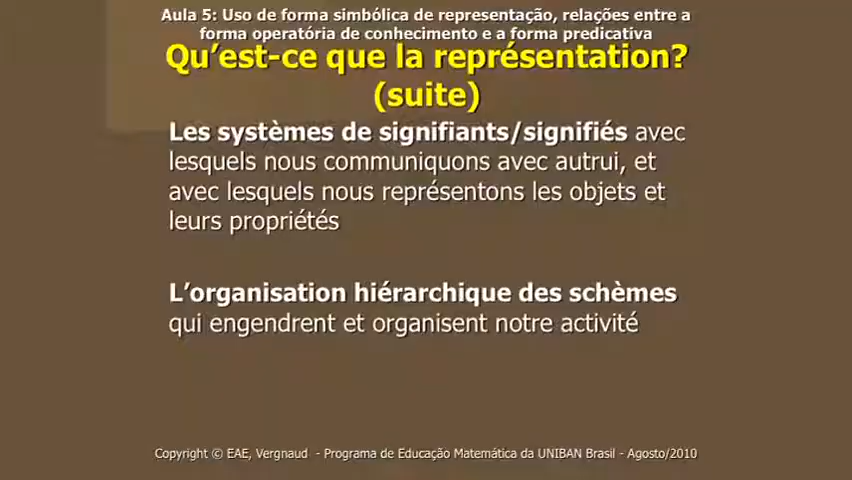 Aula 5: Uso de forma simbólica de representação, relações entre a
forma operatória de conhecimento e a forma predicativa
Qu’est-ce que la représentation?
(suite)
Les systèmes de signifiants/signifiés avec
lesquels nous communiquons avec autrui, et
avec lesquels nous représentons les objets et
leurs propriétés
L’organisation hiérarchique des schèmes
qui engendrent et organisent notre activité
Copyright © EAE, Vergnaud - Programa de Educação Matemática da UNIBAN Brasil - Agosto/2010